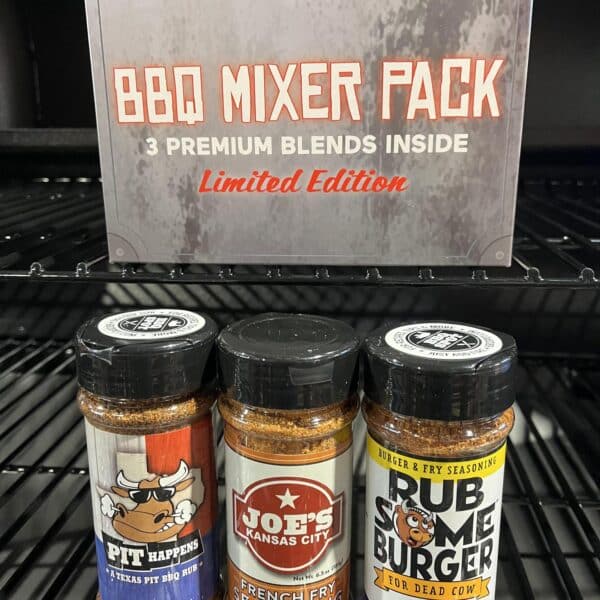 BBQ MIXER PACK
3 PREMIUM BLENDS INSIDE
Limited Edition
PIT HAPPENS
A TEXAS PIT BBQ RUB
JOE'S
KANSAS CITY
FRENCH FRY
BURGER & FRY SEASONING
RUB
SOME
BURGER
FOR DEAD COW